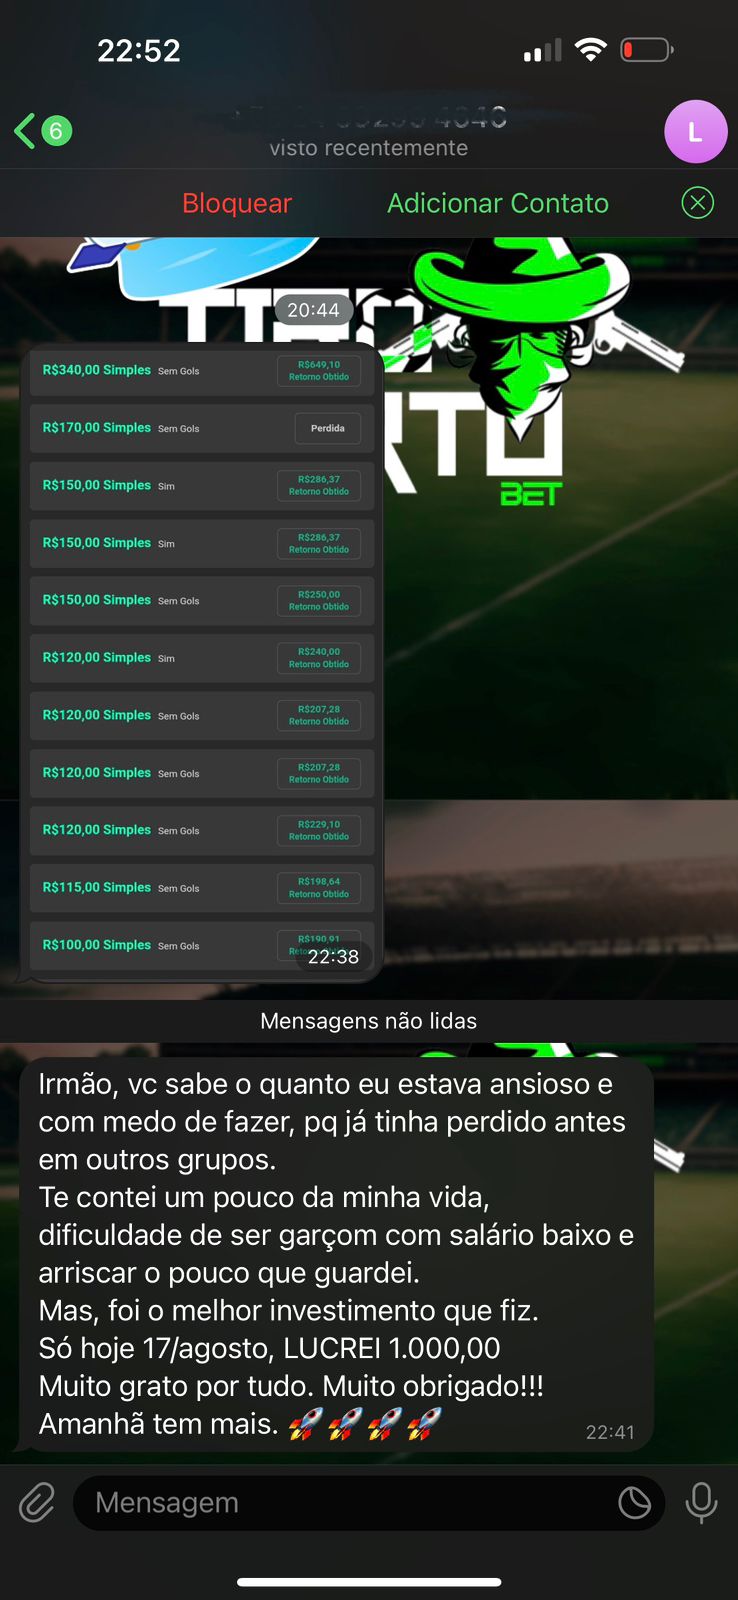 22:52
6
visto recentemente
L
Bloquear
Adicionar Contato
20:44
R$340,00 Simples Sem Gols
R$649,10
Retorno Obtido
R$170,00 Simples Sem Gols
Perdida
R$150,00 Simples Sim
R$286,37
Retorno Obtido
R$150,00 Simples Sim
R$286,37
Retorno Obtido
R$150,00 Simples Sem Gols
R$250,00
Retorno Obtido
R$120,00 Simples Sim
R$240,00
Retorno Obtido
R$120,00 Simples Sem Gols
R$207,28
Retorno Obtido
R$120,00 Simples Sem Gols
R$207,28
Retorno Obtido
R$120,00 Simples Sem Gols
R$229,10
Retorno Obtido
R$115,00 Simples Sem Gols
R$198,64
Retorno Obtido
R$100,00 Simples Sem Gols
R$190,91
22:38
BET
Mensagens não lidas
Irmão, vc sabe o quanto eu estava ansioso e
com medo de fazer, pq já tinha perdido antes
em outros grupos.
Te contei um pouco da minha vida,
dificuldade de ser garçom com salário baixo e
arriscar o pouco que guardei.
Mas, foi o melhor investimento que fiz.
Só hoje 17/agosto, LUCREI 1.000,00
Muito grato por tudo. Muito obrigado!!!
Amanhã tem mais. 🚀🚀🚀🚀
22:41
Mensagem